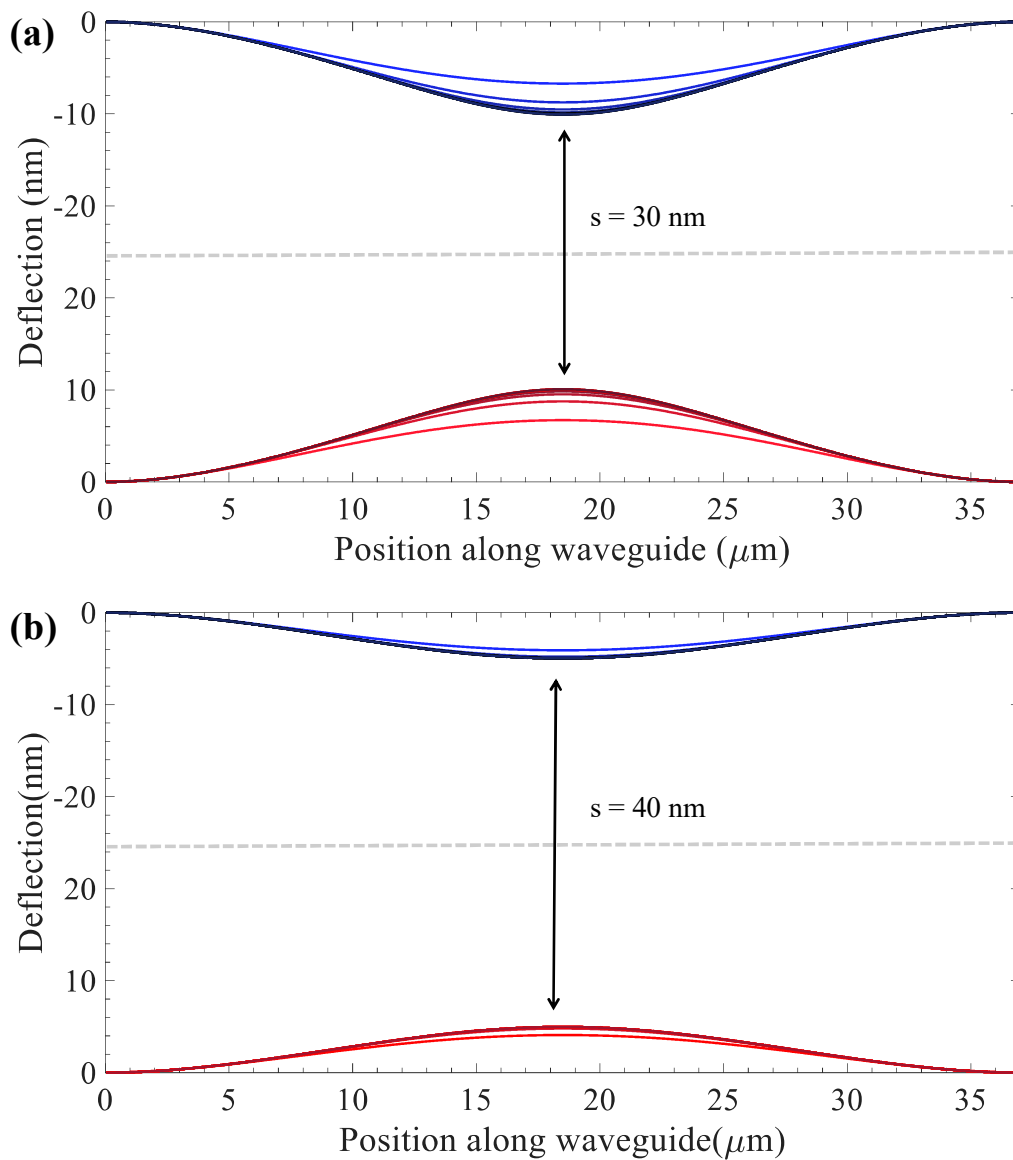 (a)
Deflection (nm)
0
-10
-20
20
10
0
s = 30 nm
0 5 10 15 20 25 30 35
Position along waveguide (μm)
(b)
Deflection(nm)
0
-10
-20
20
10
0
s = 40 nm
0 5 10 15 20 25 30 35
Position along waveguide(μm)